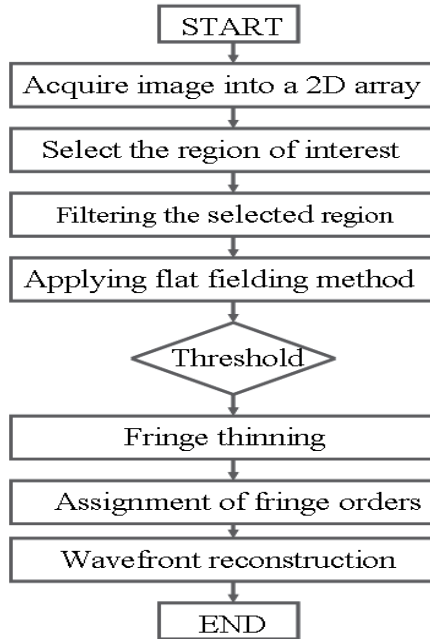 START
Acquire image into a 2D array
Select the region of interest
Filtering the selected region
Applying flat fielding method
Threshold
Fringe thinning
Assignment of fringe orders
Wavefront reconstruction
END